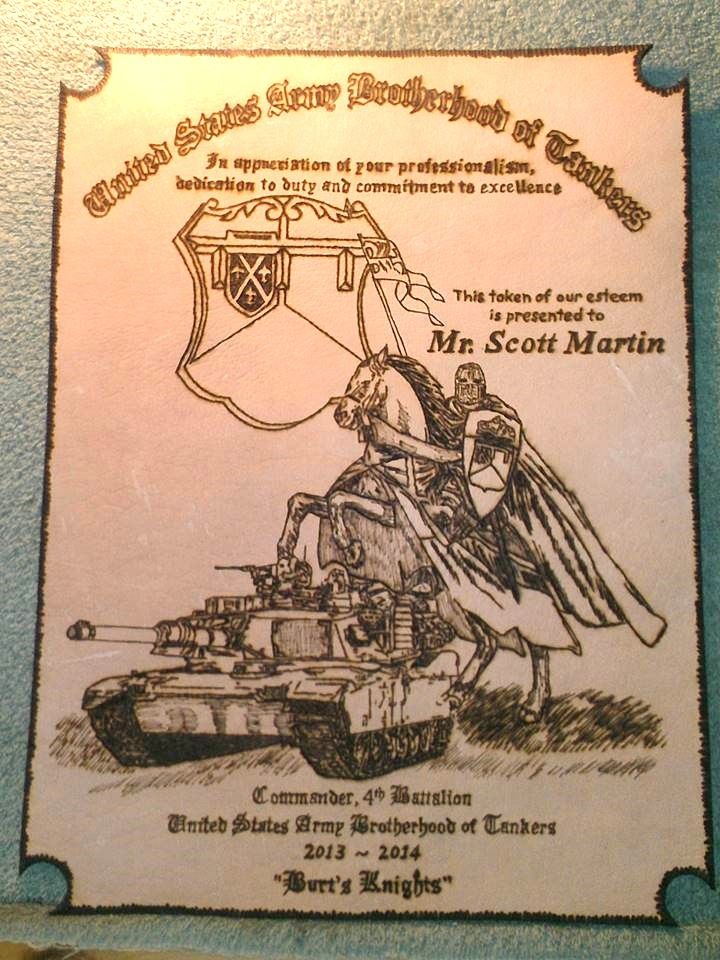 United States Army Brotherhood of Tankers
In appreciation of your professionalism,
dedication to duty and commitment to excellence
This token of our esteem
is presented to
Mr. Scott Martin
Commander, 4th Battalion
United States Army Brotherhood of Tankers
2013 ~ 2014
"Burt's Knights"